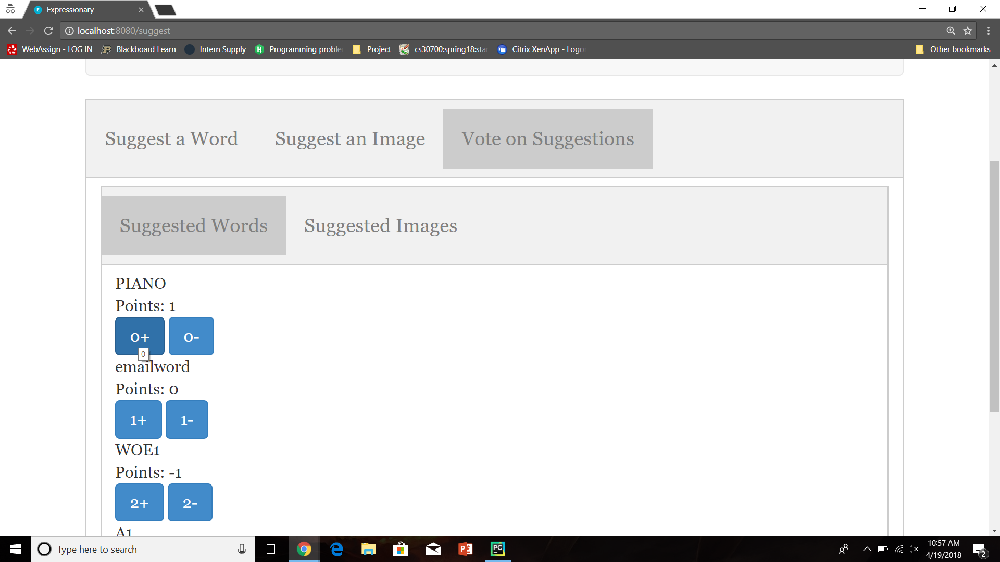 E Expressionary
localhost:8080/suggest
WebAssign - LOG IN Blackboard Learn Intern Supply H Programming proble Project cs30700:spring18:star Citrix XenApp - Logo Other bookmarks
Suggest a Word Suggest an Image Vote on Suggestions
Suggested Words Suggested Images
PIANO
Points: 1
0+ 0-
0
emailword
Points: 0
1+ 1-
WOE1
Points: -1
2+ 2-
A1
Type here to search
PC
10:57 AM
4/19/2018
2